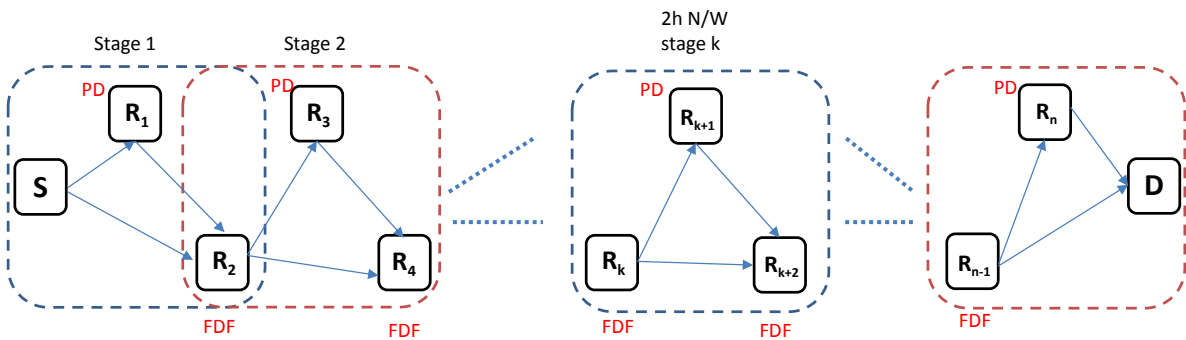 Stage 1
Stage 2
2h N/W
stage k
PD
R1
PD
R3
PD
Rk+1
PD
Rn
S
D
R2
R4
Rk
Rk+2
Rn-1
FDF
FDF
FDF
FDF
FDF